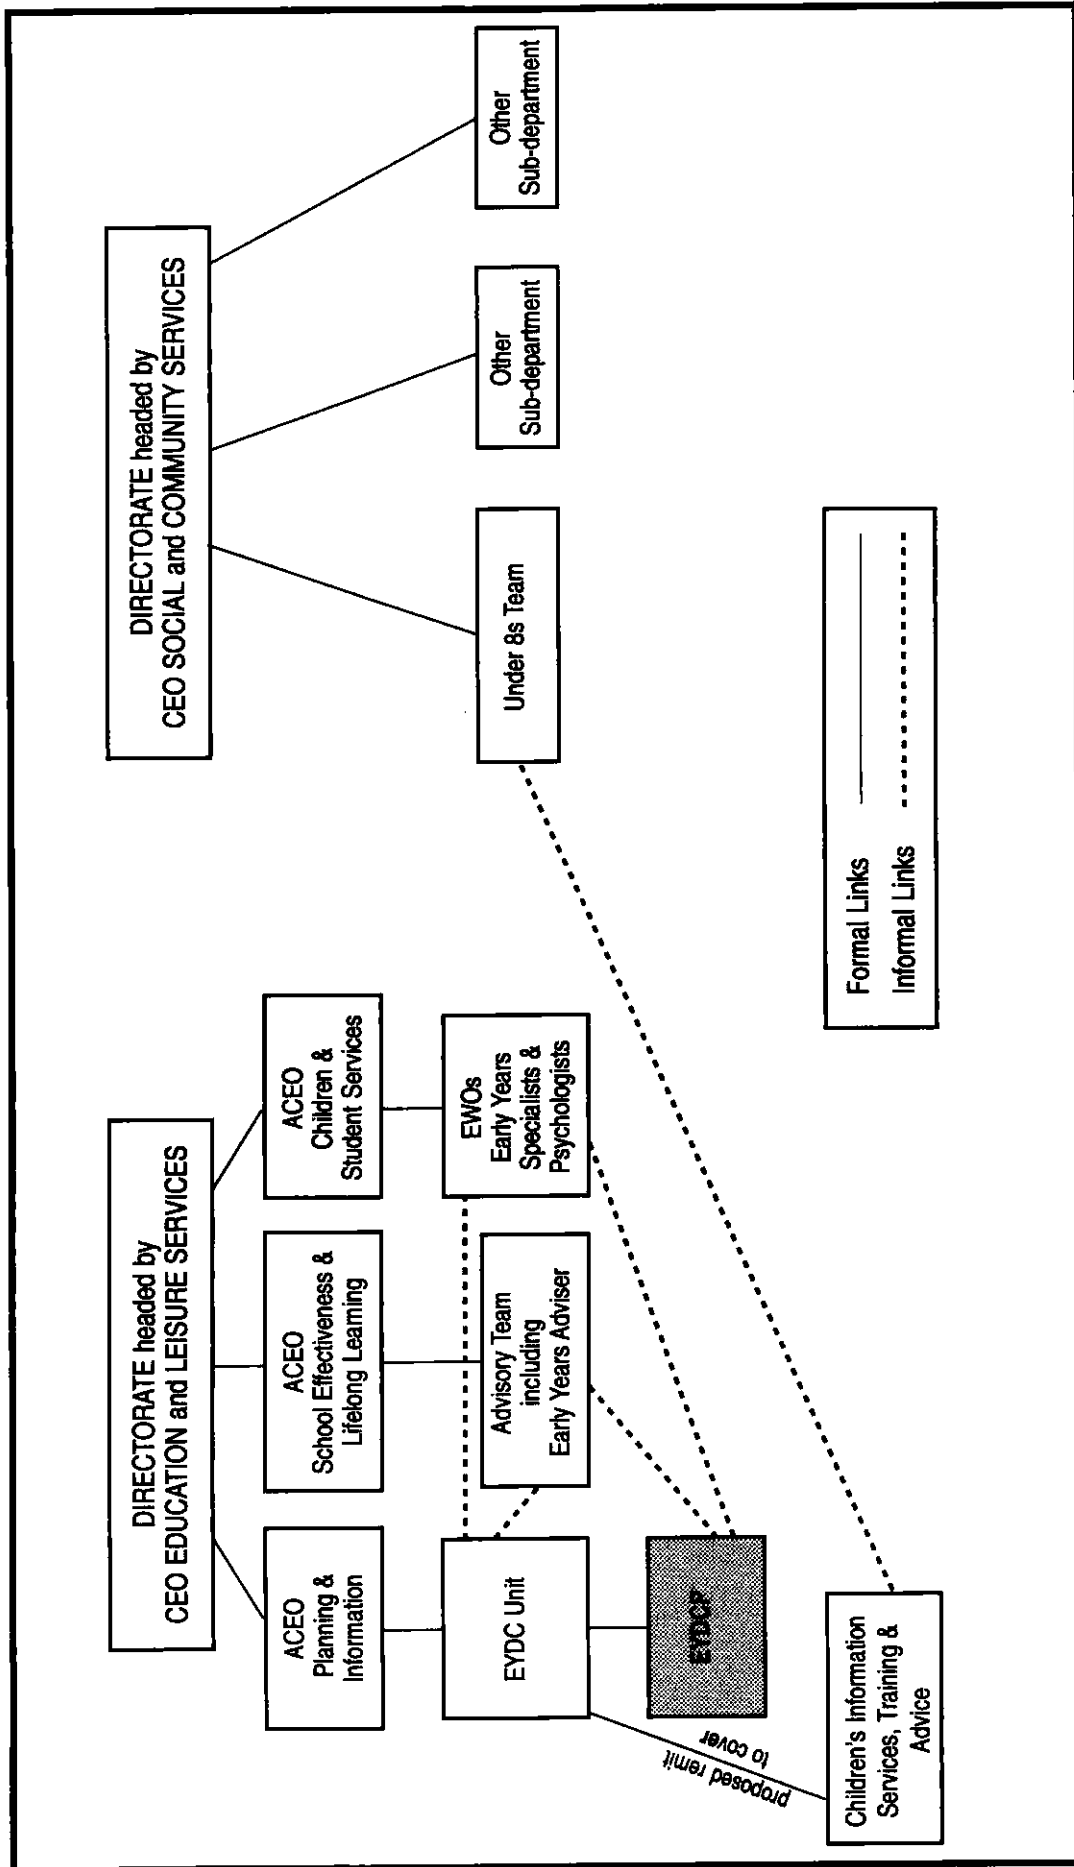 DIRECTORATE headed by
CEO EDUCATION and LEISURE SERVICES
DIRECTORATE headed by
CEO SOCIAL and COMMUNITY SERVICES
ACEO
Planning &
Information
ACEO
School Effectiveness &
Lifelong Learning
ACEO
Children &
Student Services
EYDC Unit
Advisory Team
including
Early Years Adviser
EWOs
Early Years
Specialists &
Psychologists
Under 8s Team
Other
Sub-department
Other
Sub-department
EYDCP
proposed remit
to cover
Children's Information
Services, Training &
Advice
Formal Links
Informal Links